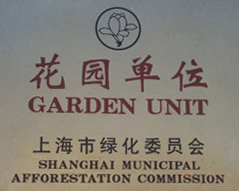 花园单位
GARDEN UNIT
上海市绿化委员会
SHANGHAI MUNICIPAL
AFFORESTATION COMMISSION